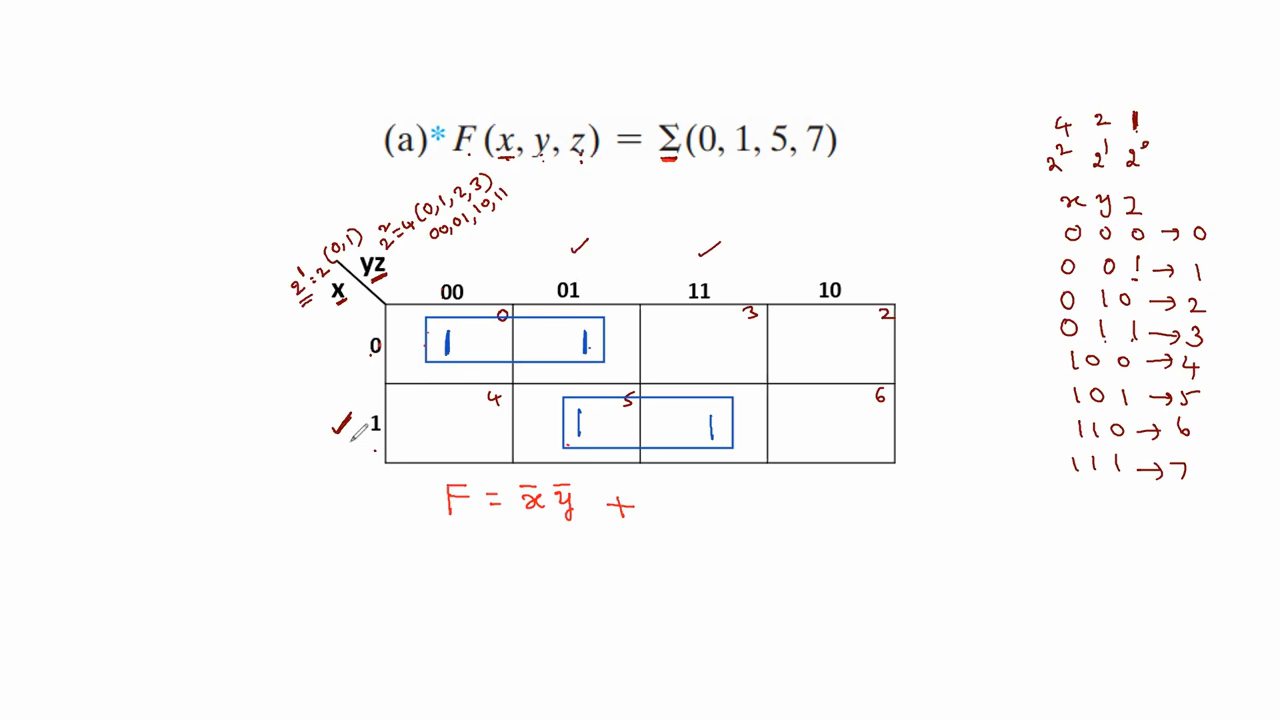 (a)* F (x, y, z) = Σ(0, 1, 5, 7)
4 2 1
2² 2¹ 2⁰
x y z
0 0 0 → 0
0 0 1 → 1
0 1 0 → 2
0 1 1 → 3
1 0 0 → 4
1 0 1 → 5
1 1 0 → 6
1 1 1 → 7
2² = 4 (0, 1, 2, 3)
00, 01, 10, 11
2¹ = 2 (0, 1)
yz
x
00 01 11 10
0 3 2
0 1 1
4 5 6
1 1 1
F = x̅ y̅ +